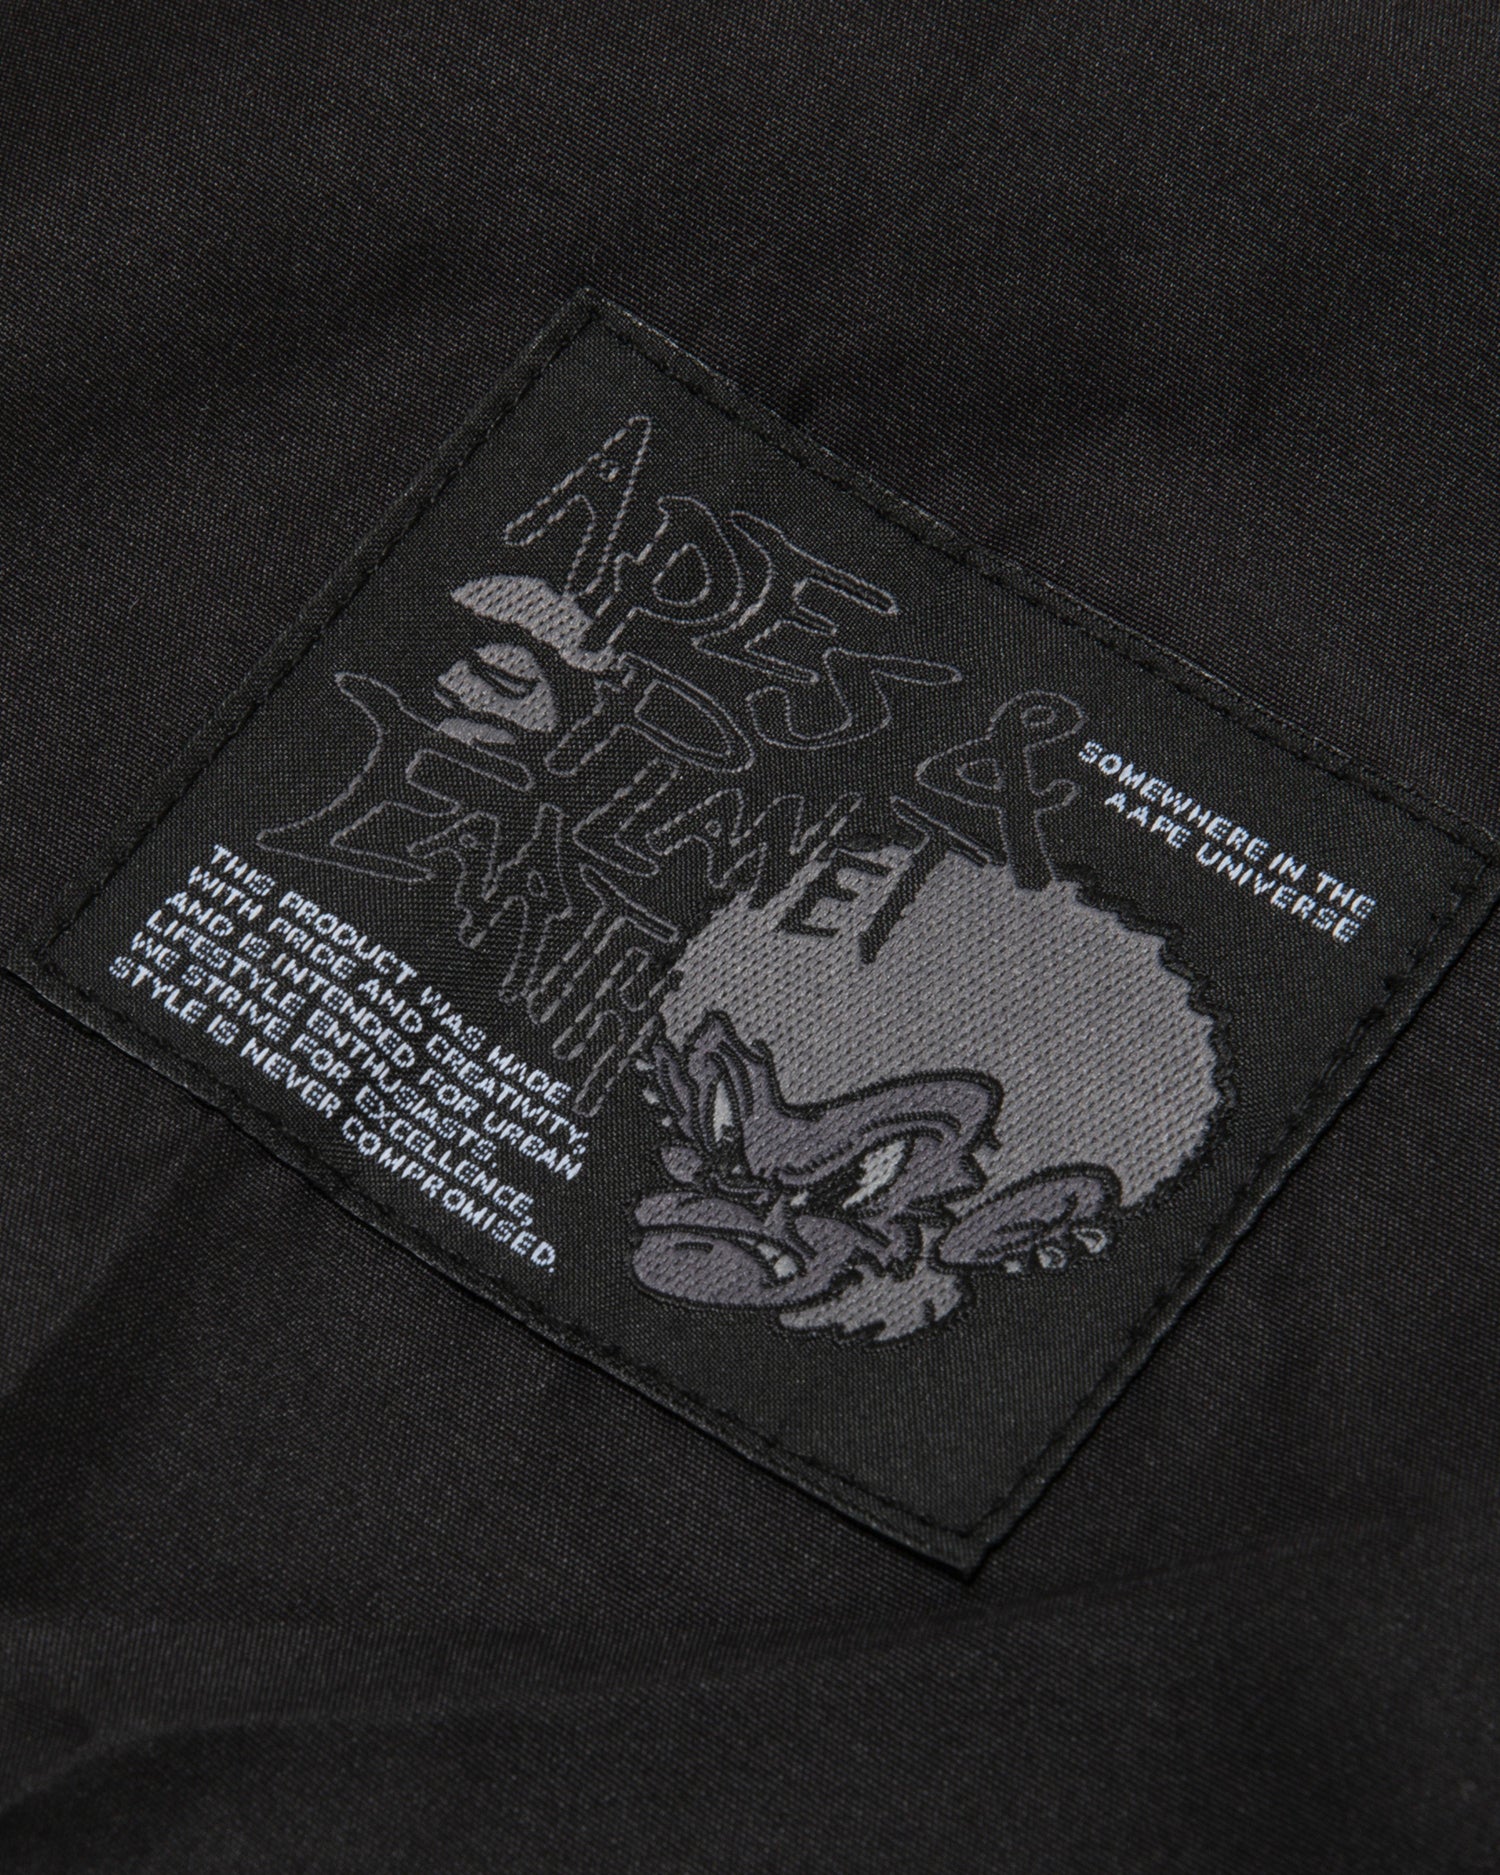 APES &
PLANET
EARTH
SOMEWHERE IN THE
AAPE UNIVERSE
THIS PRODUCT WAS MADE
WITH PRIDE AND CREATIVITY,
AND IS INTENDED FOR URBAN
LIFESTYLE ENTHUSIASTS.
WE STRIVE FOR EXCELLENCE,
STYLE IS NEVER COMPROMISED.